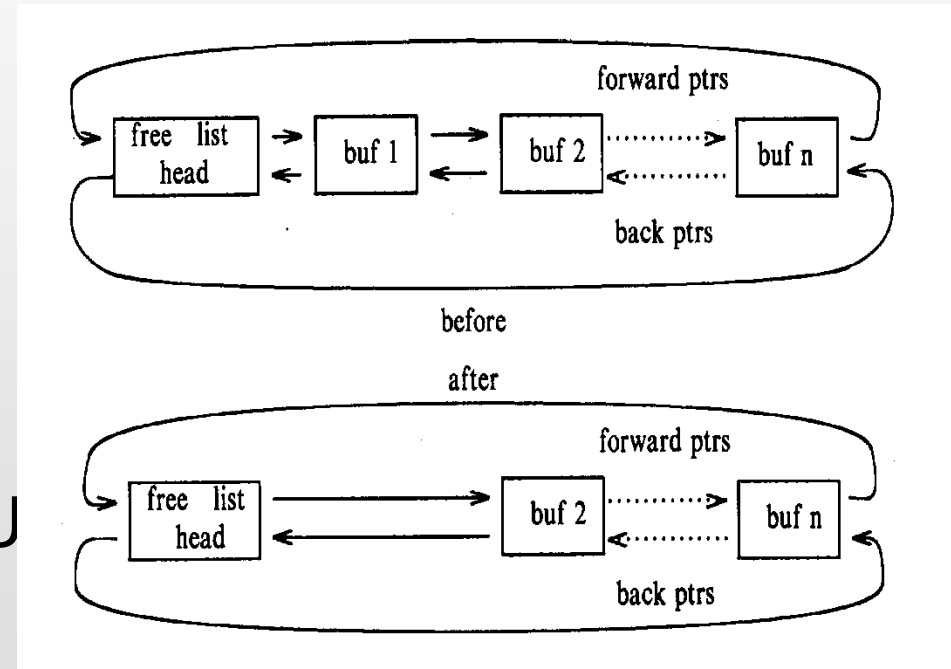 forward ptrs
free list
head
buf 1
buf 2
buf n
back ptrs
before
after
forward ptrs
free list
head
buf 2
buf n
back ptrs